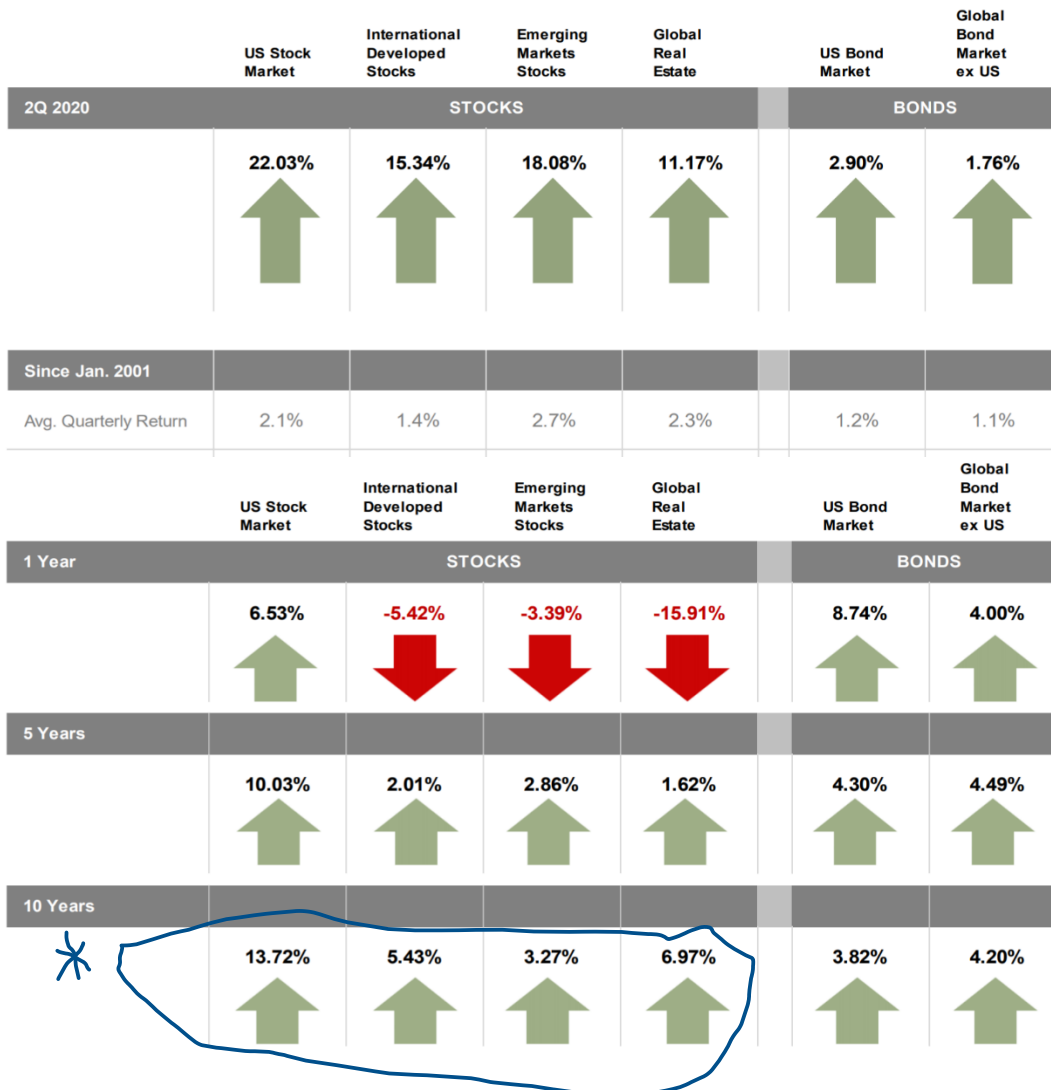 US Stock Market
International Developed Stocks
Emerging Markets Stocks
Global Real Estate
US Bond Market
Global Bond Market ex US
2Q 2020 STOCKS BONDS
22.03% 15.34% 18.08% 11.17% 2.90% 1.76%
Since Jan. 2001
Avg. Quarterly Return 2.1% 1.4% 2.7% 2.3% 1.2% 1.1%
US Stock Market
International Developed Stocks
Emerging Markets Stocks
Global Real Estate
US Bond Market
Global Bond Market ex US
1 Year STOCKS BONDS
6.53% -5.42% -3.39% -15.91% 8.74% 4.00%
5 Years
10.03% 2.01% 2.86% 1.62% 4.30% 4.49%
10 Years
* 13.72% 5.43% 3.27% 6.97% 3.82% 4.20%